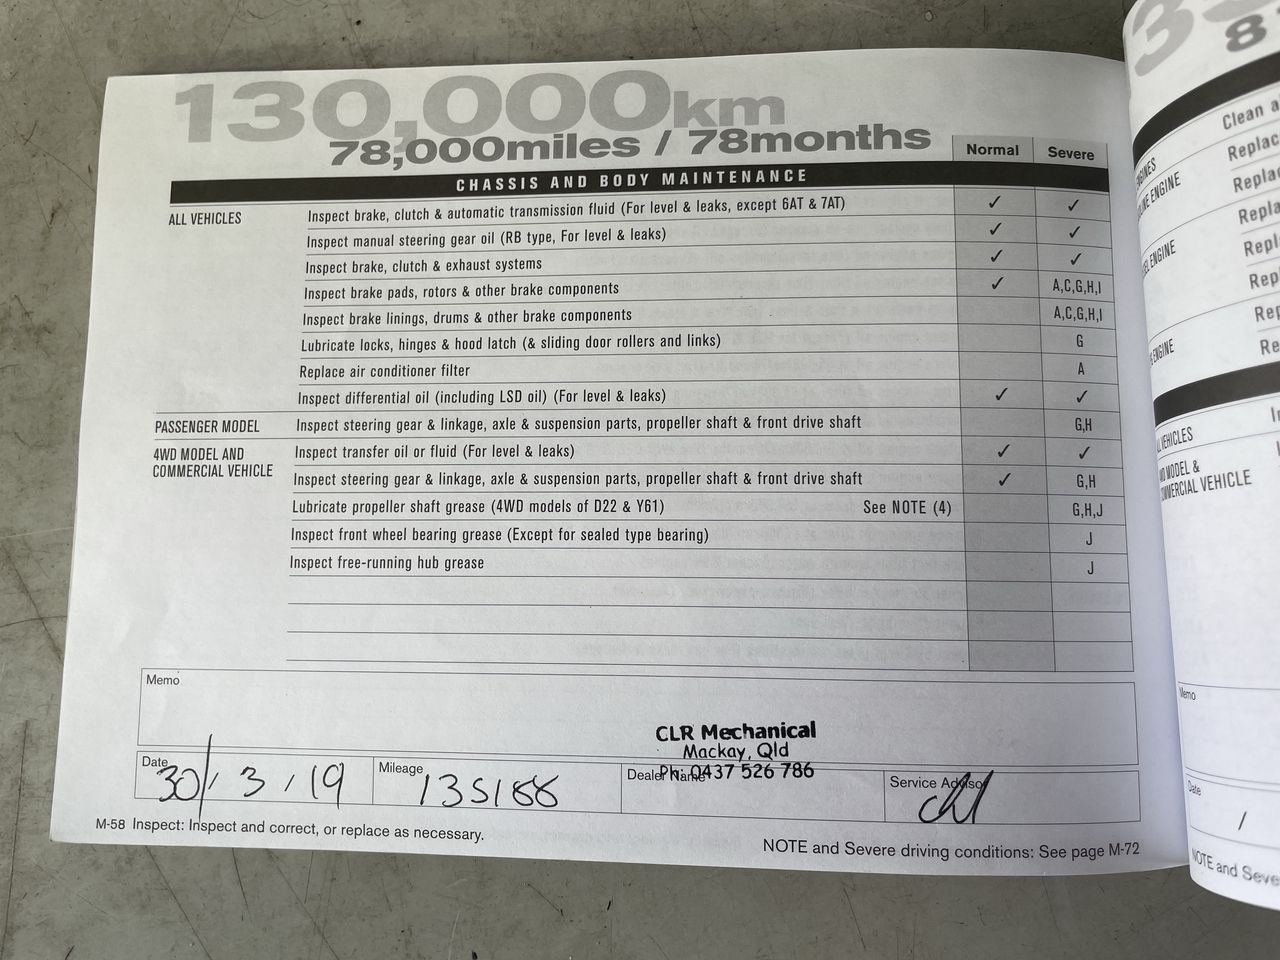 130,000km
78,000miles / 78months
Normal Severe
CHASSIS AND BODY MAINTENANCE
ALL VEHICLES Inspect brake, clutch & automatic transmission fluid (For level & leaks, except 6AT & 7AT) ✓ ✓
Inspect manual steering gear oil (RB type, For level & leaks) ✓ ✓
Inspect brake, clutch & exhaust systems ✓ ✓
Inspect brake pads, rotors & other brake components ✓ A,C,G,H,I
Inspect brake linings, drums & other brake components A,C,G,H,I
Lubricate locks, hinges & hood latch (& sliding door rollers and links) G
Replace air conditioner filter A
Inspect differential oil (including LSD oil) (For level & leaks) ✓ ✓
PASSENGER MODEL Inspect steering gear & linkage, axle & suspension parts, propeller shaft & front drive shaft G,H
4WD MODEL AND
COMMERCIAL VEHICLE
Inspect transfer oil or fluid (For level & leaks) ✓ ✓
Inspect steering gear & linkage, axle & suspension parts, propeller shaft & front drive shaft ✓ G,H
Lubricate propeller shaft grease (4WD models of D22 & Y61) See NOTE (4) G,H,J
Inspect front wheel bearing grease (Except for sealed type bearing) J
Inspect free-running hub grease J
Memo
CLR Mechanical
Mackay, Qld
Ph: 0437 526 786
Date 30/3/19
Mileage 135188
Dealer Name
Service Advisor
M-58 Inspect: Inspect and correct, or replace as necessary.
NOTE and Severe driving conditions: See page M-72
Clean a
Replac
Replac
Repla
Repl
Rep
Rep
Re
ENGINE
VEHICLES
MODEL &
COMMERCIAL VEHICLE
Memo
Date
/
NOTE and Seve